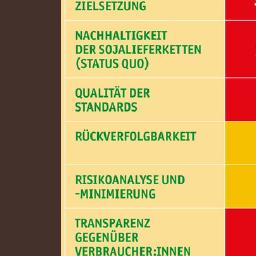 ZIELSETZUNG
NACHHALTIGKEIT
DER SOJALIEFERKETTEN
(STATUS QUO)
QUALITÄT DER
STANDARDS
RÜCKVERFOLGBARKEIT
RISIKOANALYSE UND
-MINIMIERUNG
TRANSPARENZ
GEGENÜBER
VERBRAUCHER:INNEN